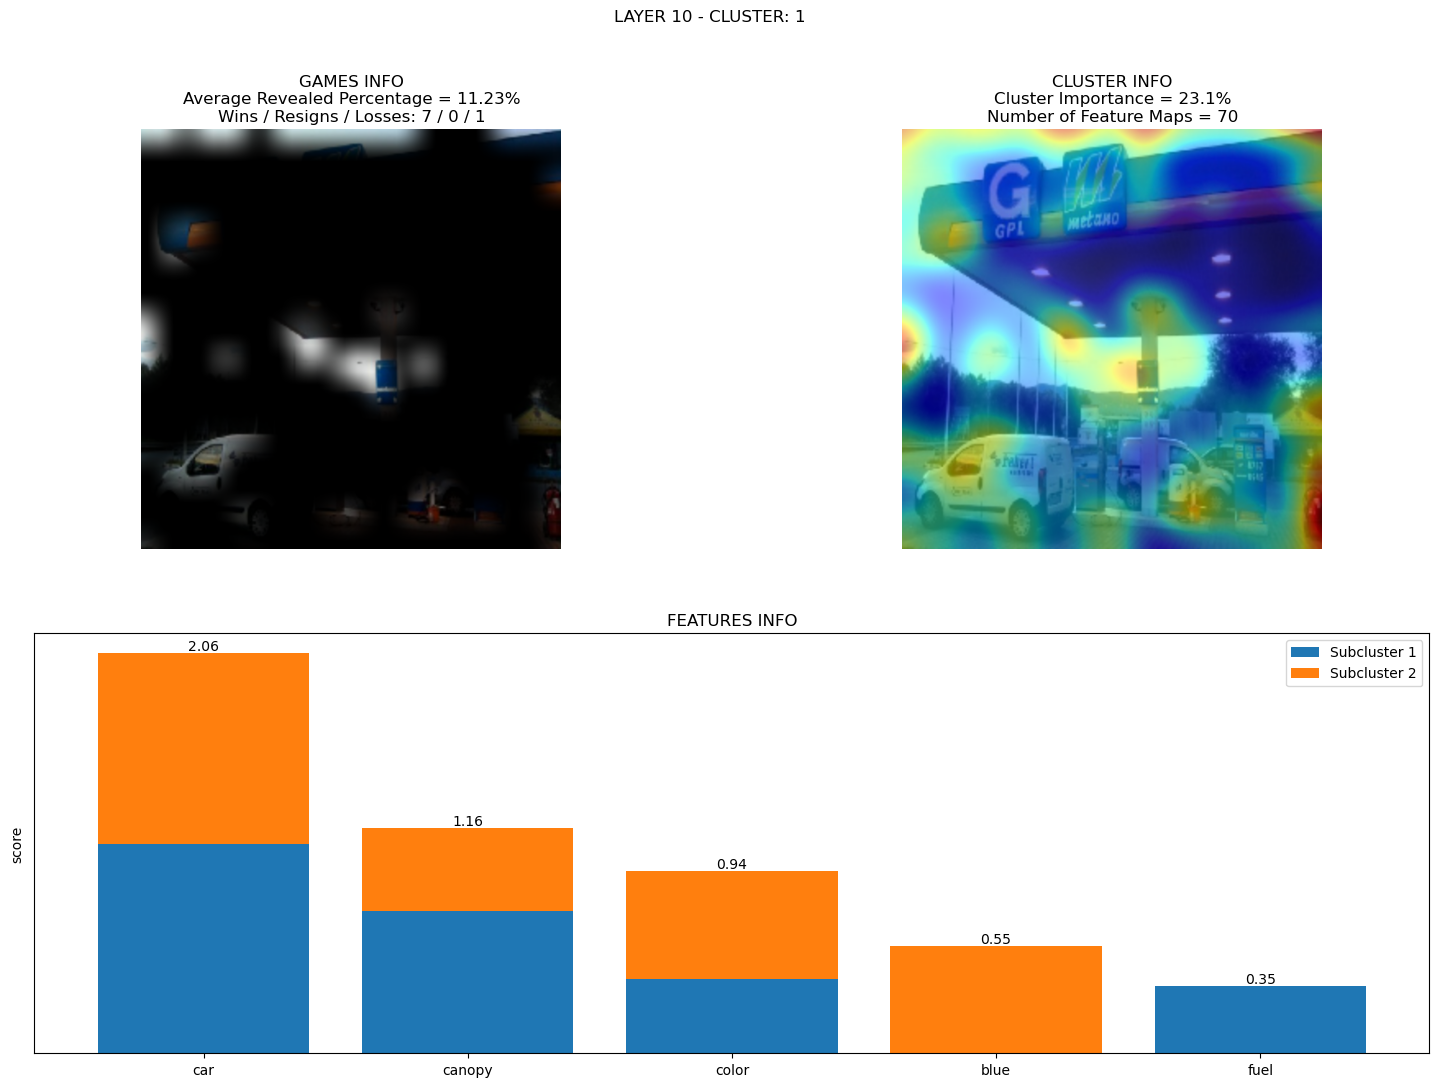 LAYER 10 - CLUSTER: 1
GAMES INFO
Average Revealed Percentage = 11.23%
Wins / Resigns / Losses: 7 / 0 / 1
CLUSTER INFO
Cluster Importance = 23.1%
Number of Feature Maps = 70
G
GPL
metano
FEATURES INFO
2.06
Subcluster 1
Subcluster 2
1.16
0.94
0.55
0.35
score
car
canopy
color
blue
fuel